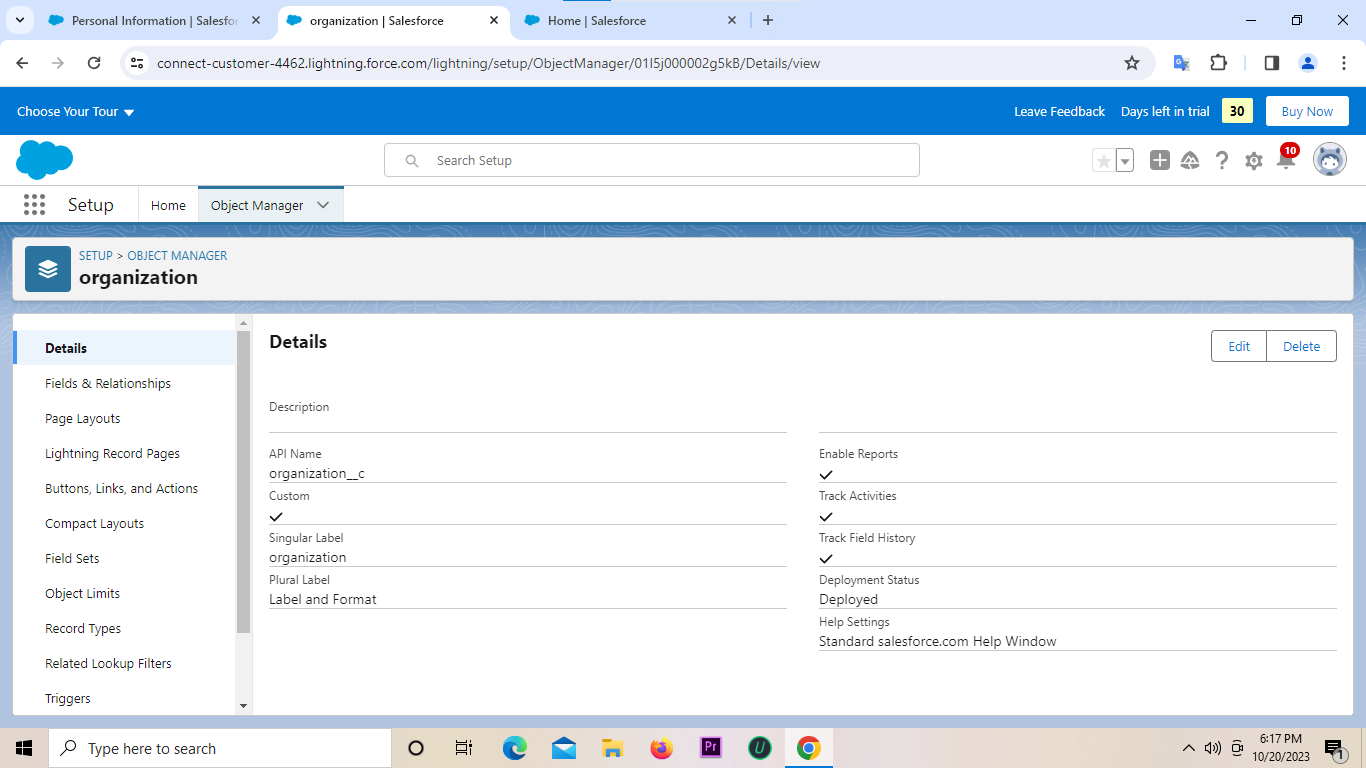 Personal Information | Salesfor
organization | Salesforce
Home | Salesforce
connect-customer-4462.lightning.force.com/lightning/setup/ObjectManager/01I5j000002g5kB/Details/view
Choose Your Tour
Leave Feedback
Days left in trial
30
Buy Now
Search Setup
10
Setup
Home
Object Manager
SETUP > OBJECT MANAGER
organization
Details
Fields & Relationships
Page Layouts
Lightning Record Pages
Buttons, Links, and Actions
Compact Layouts
Field Sets
Object Limits
Record Types
Related Lookup Filters
Triggers
Details
Edit
Delete
Description
API Name
organization__c
Custom
Singular Label
organization
Plural Label
Label and Format
Enable Reports
Track Activities
Track Field History
Deployment Status
Deployed
Help Settings
Standard salesforce.com Help Window
Type here to search
Pr
U
6:17 PM
10/20/2023
1